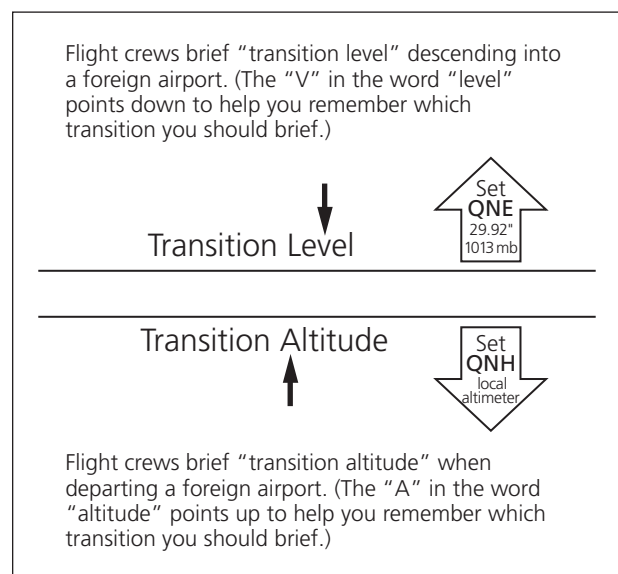 Flight crews brief “transition level” descending into
a foreign airport. (The “V” in the word “level”
points down to help you remember which
transition you should brief.)
Set
QNE
29.92"
1013 mb
Transition Level
Transition Altitude
Set
QNH
local
altimeter
Flight crews brief “transition altitude” when
departing a foreign airport. (The “A” in the word
“altitude” points up to help you remember which
transition you should brief.)